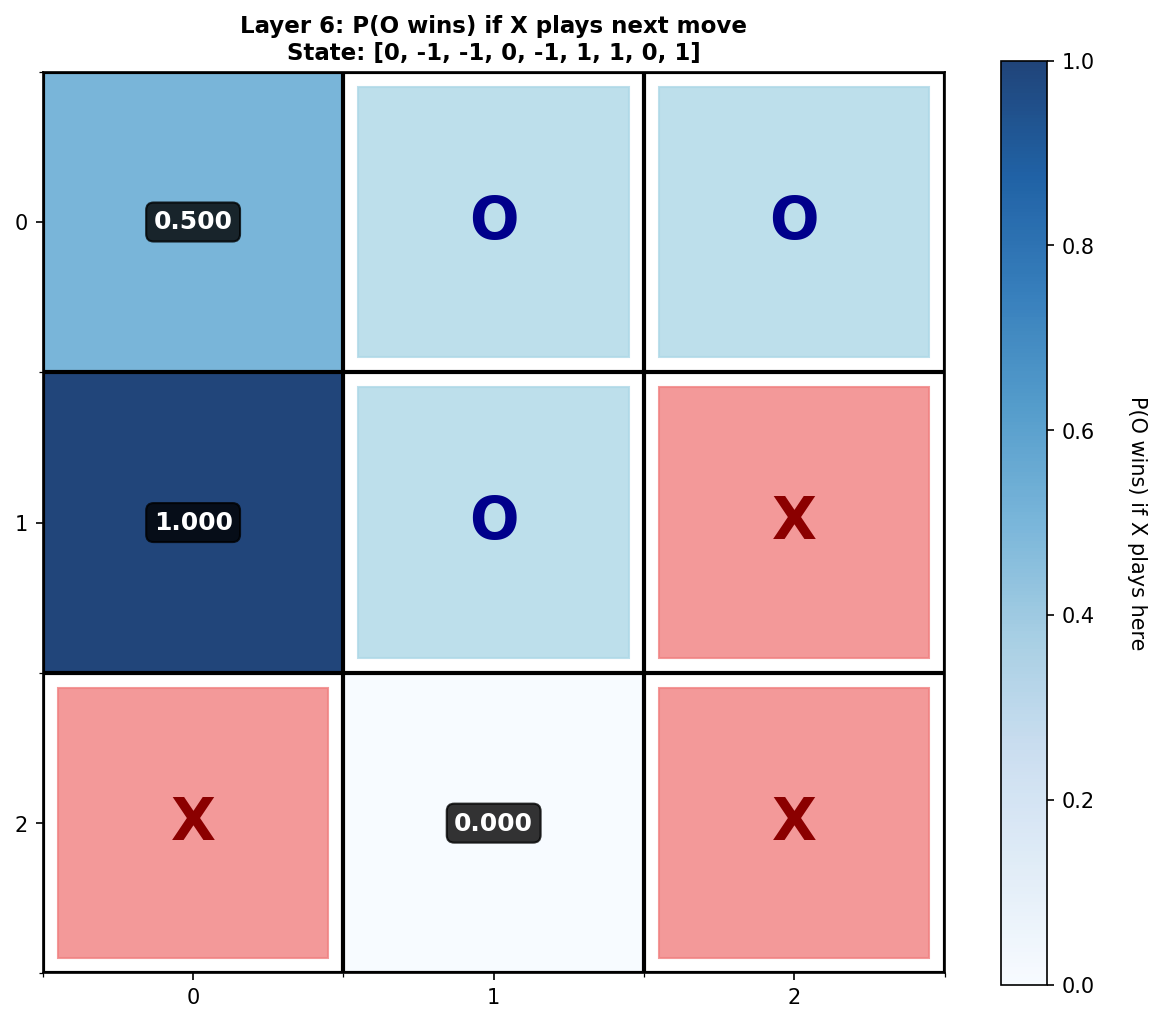 Layer 6: P(O wins) if X plays next move
State: [0, -1, -1, 0, -1, 1, 1, 0, 1]
0
0.500
O
O
1
1.000
O
X
2
X
0.000
X
0
1
2
1.0
0.8
0.6
0.4
0.2
0.0
P(O wins) if X plays here